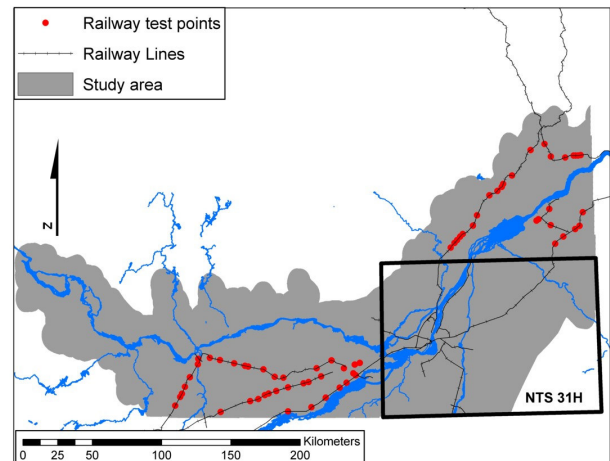 Railway test points
Railway Lines
Study area
N
NTS 31H
Kilometers
0 25 50 100 150 200